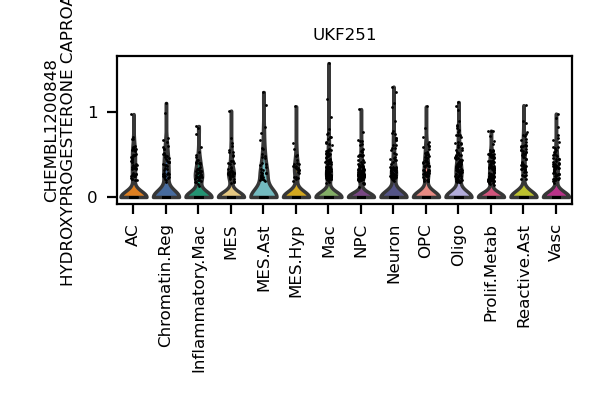 UKF251
CHEMBL1200848
HYDROXYPROGESTERONE CAPROA
1
0
AC
Chromatin.Reg
Inflammatory.Mac
MES
MES.Ast
MES.Hyp
Mac
NPC
Neuron
OPC
Oligo
Prolif.Metab
Reactive.Ast
Vasc